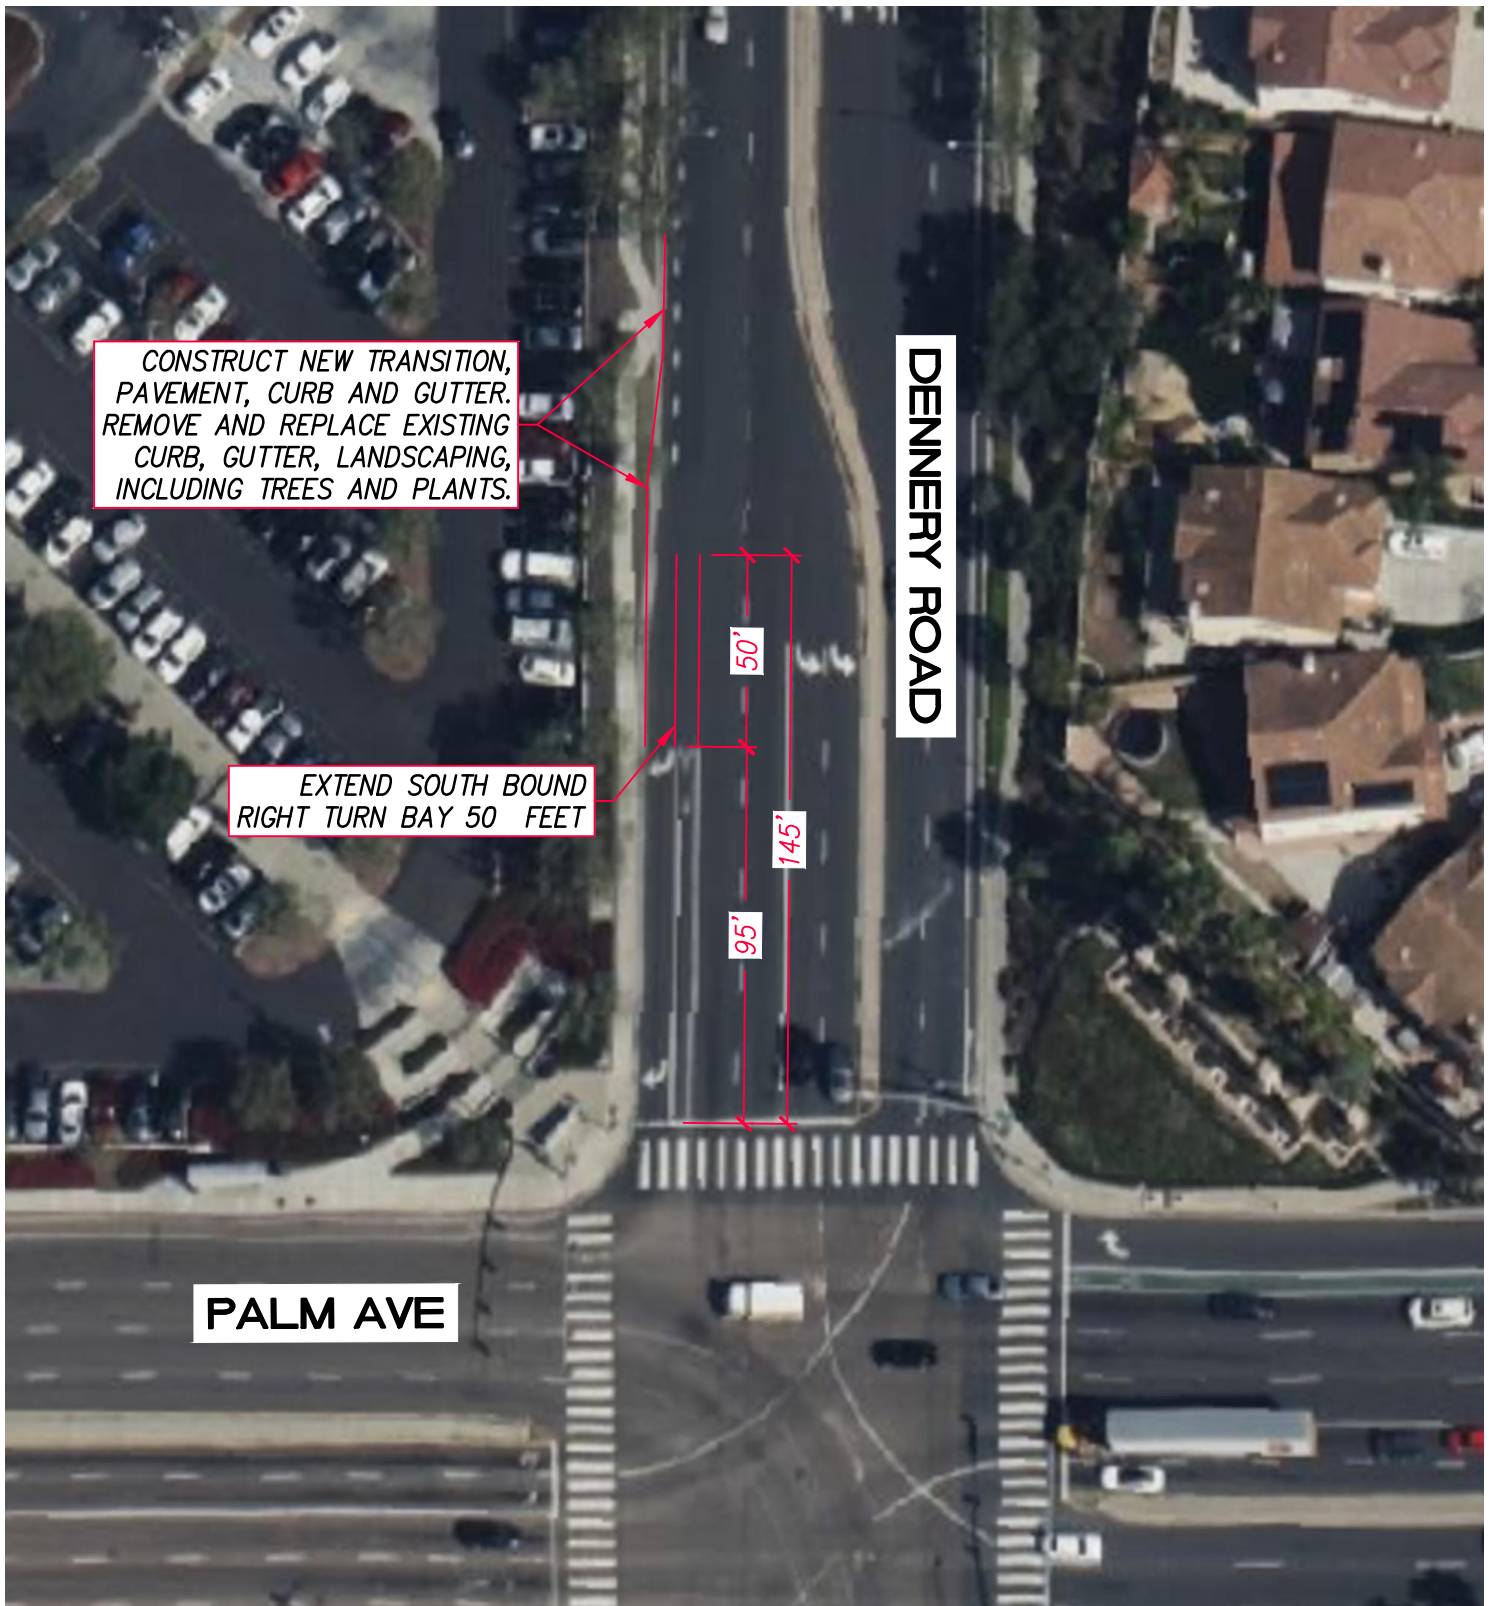 CONSTRUCT NEW TRANSITION,
PAVEMENT, CURB AND GUTTER.
REMOVE AND REPLACE EXISTING
CURB, GUTTER, LANDSCAPING,
INCLUDING TREES AND PLANTS.
DENNERY ROAD
50'
EXTEND SOUTH BOUND
RIGHT TURN BAY 50 FEET
145'
95'
PALM AVE